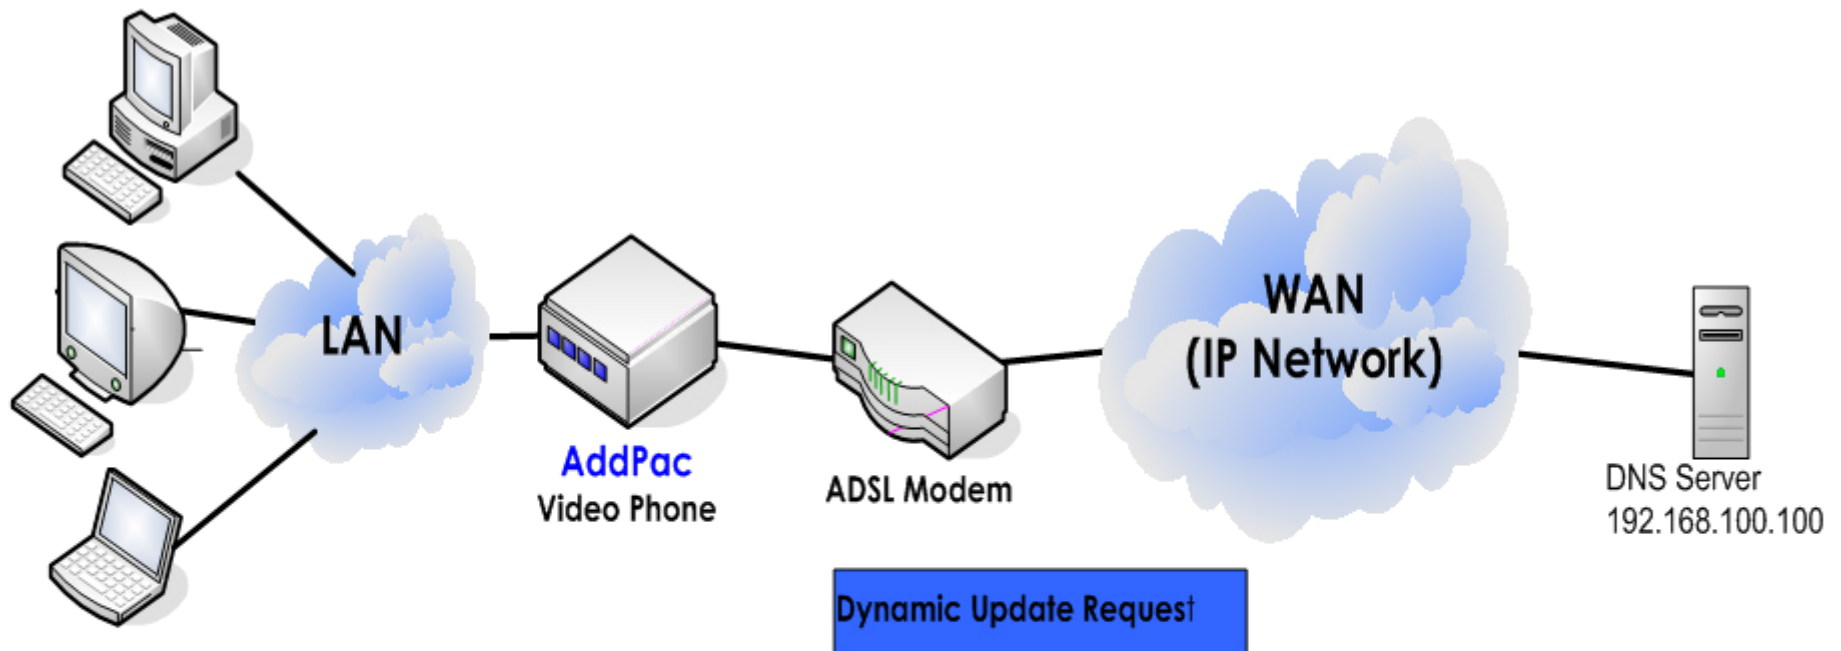 LAN
WAN
(IP Network)
AddPac
Video Phone
ADSL Modem
DNS Server
192.168.100.100
Dynamic Update Request